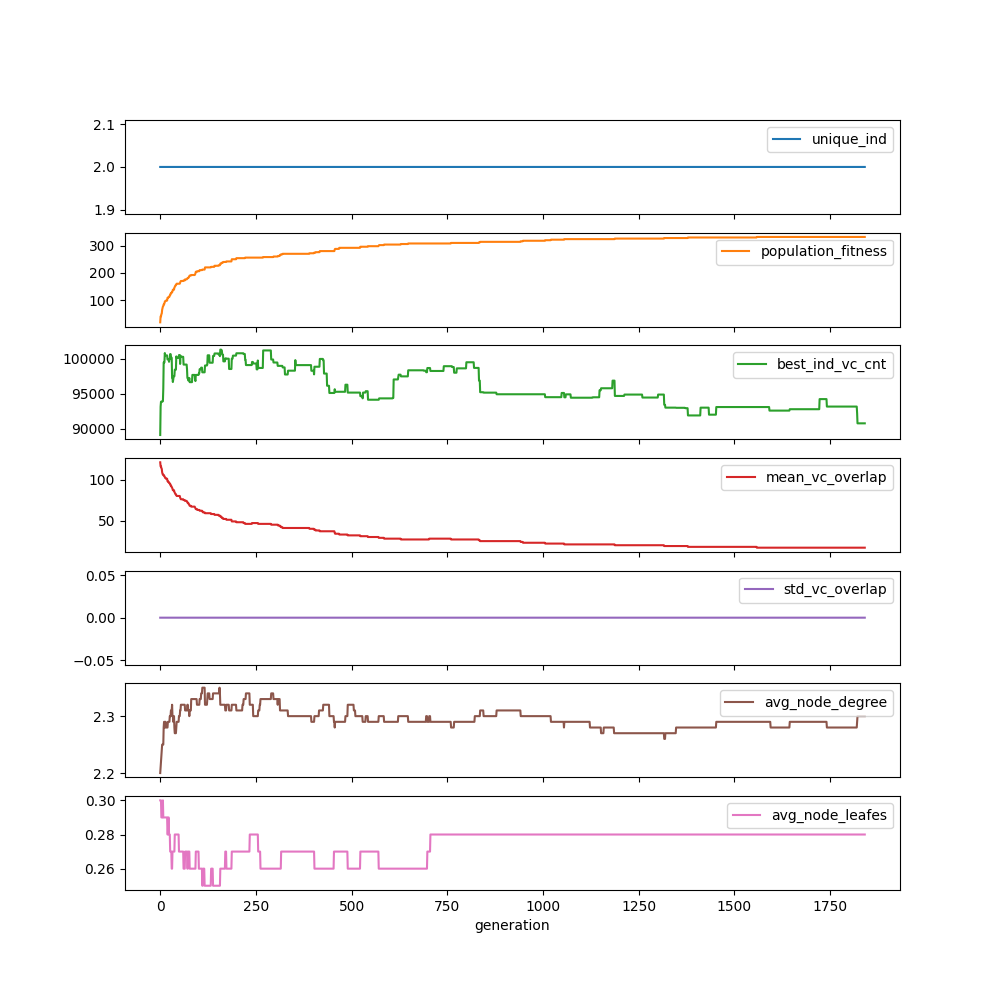 2.1
unique_ind
2.0
1.9
300
population_fitness
200
100
100000
best_ind_vc_cnt
95000
90000
100
mean_vc_overlap
50
0.05
std_vc_overlap
0.00
−0.05
avg_node_degree
2.3
2.2
0.30
avg_node_leafes
0.28
0.26
0 250 500 750 1000 1250 1500 1750
generation